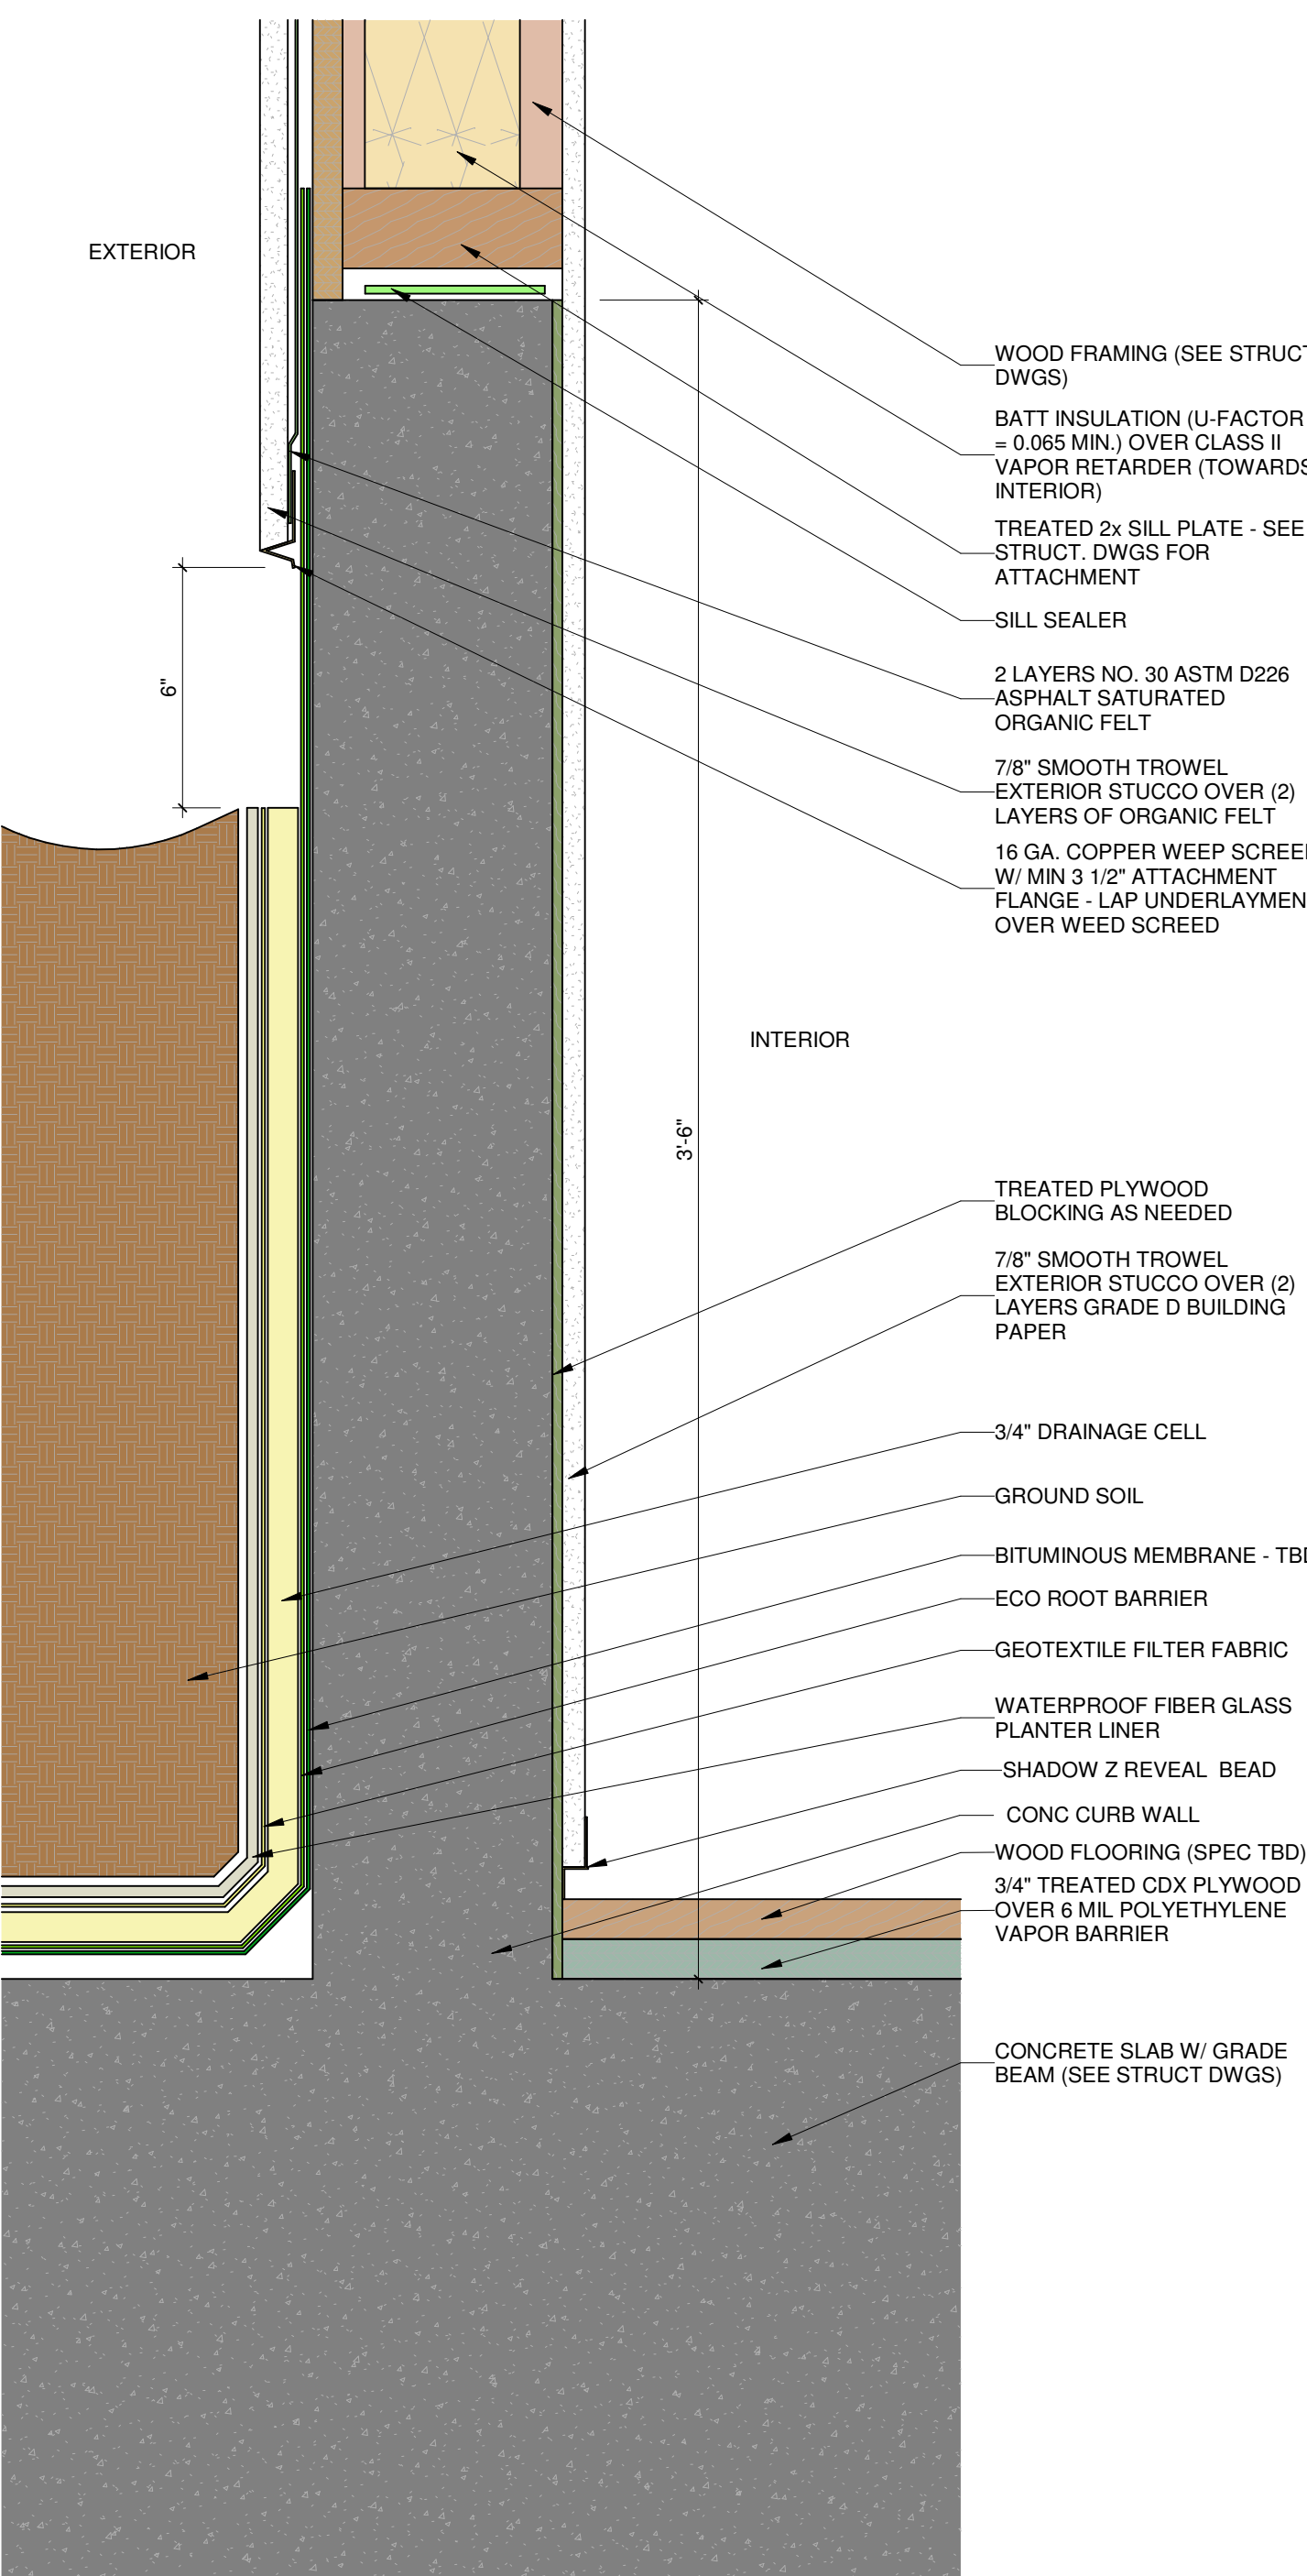 EXTERIOR
WOOD FRAMING (SEE STRUCT
DWGS)
BATT INSULATION (U-FACTOR
= 0.065 MIN.) OVER CLASS II
VAPOR RETARDER (TOWARDS
INTERIOR)
TREATED 2x SILL PLATE - SEE
STRUCT. DWGS FOR
ATTACHMENT
SILL SEALER
2 LAYERS NO. 30 ASTM D226
ASPHALT SATURATED
ORGANIC FELT
6"
7/8" SMOOTH TROWEL
EXTERIOR STUCCO OVER (2)
LAYERS OF ORGANIC FELT
16 GA. COPPER WEEP SCREED
W/ MIN 3 1/2" ATTACHMENT
FLANGE - LAP UNDERLAYMEN
OVER WEED SCREED
INTERIOR
3'-6"
TREATED PLYWOOD
BLOCKING AS NEEDED
7/8" SMOOTH TROWEL
EXTERIOR STUCCO OVER (2)
LAYERS GRADE D BUILDING
PAPER
3/4" DRAINAGE CELL
GROUND SOIL
BITUMINOUS MEMBRANE - TBD
ECO ROOT BARRIER
GEOTEXTILE FILTER FABRIC
WATERPROOF FIBER GLASS
PLANTER LINER
SHADOW Z REVEAL BEAD
CONC CURB WALL
WOOD FLOORING (SPEC TBD)
3/4" TREATED CDX PLYWOOD
OVER 6 MIL POLYETHYLENE
VAPOR BARRIER
CONCRETE SLAB W/ GRADE
BEAM (SEE STRUCT DWGS)